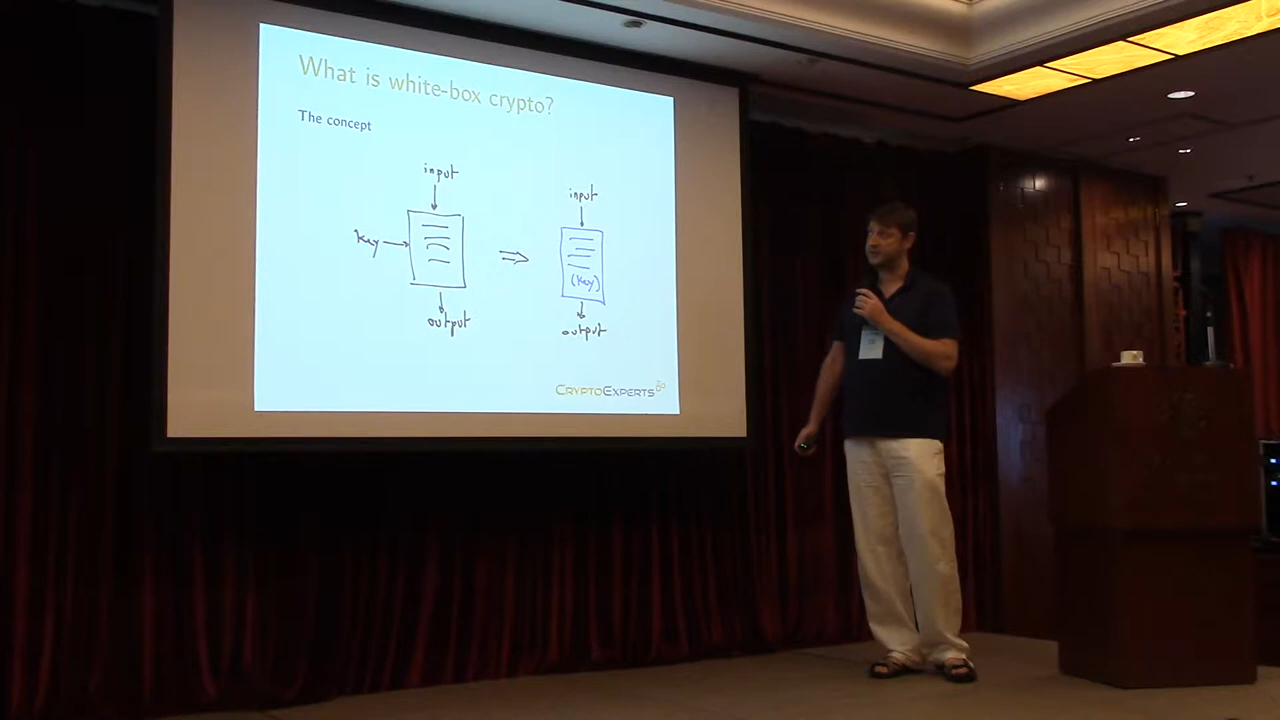 What is white-box crypto?
The concept
input
key
output
⇒
input
(key)
output
CRYPTOEXPERTS